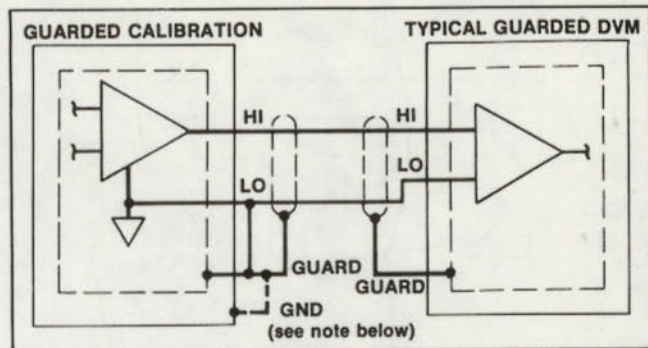 GUARDED CALIBRATION
TYPICAL GUARDED DVM
HI
HI
LO
LO
GUARD
GUARD
GND
(see note below)